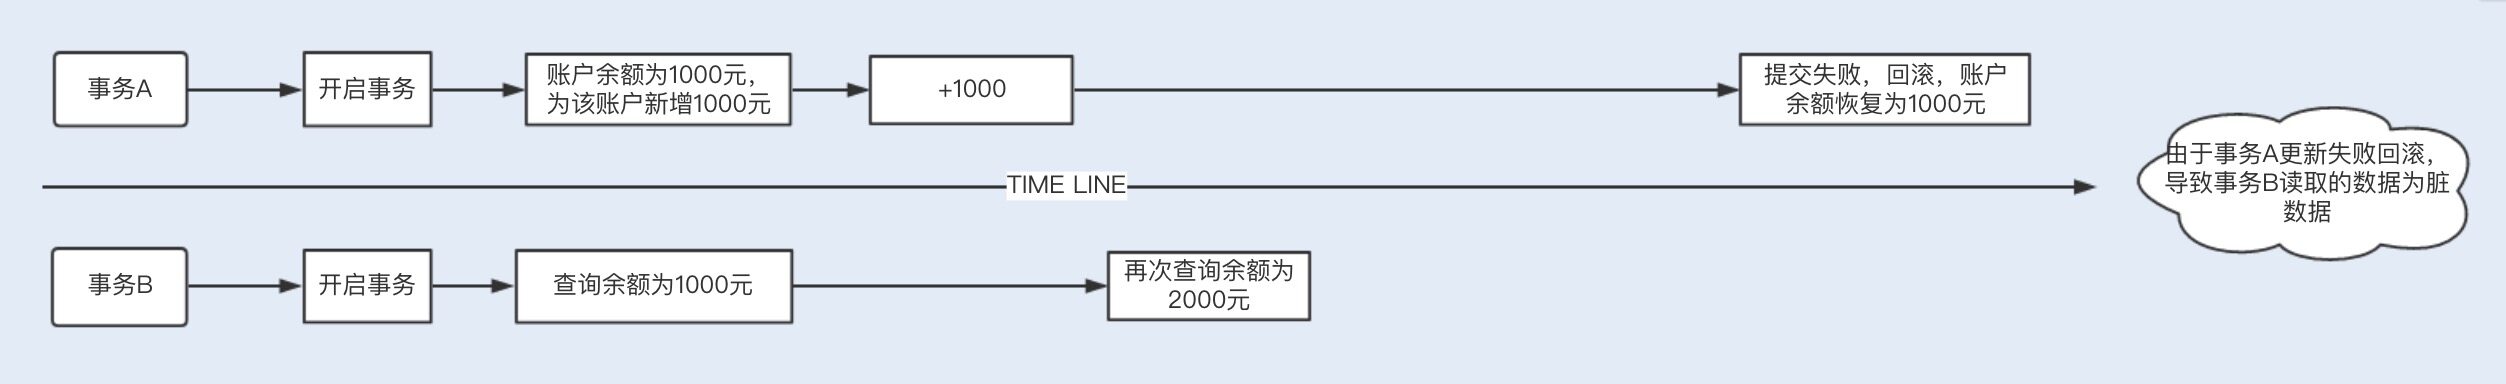 事务A
开启事务
账户余额为1000元，
为该账户新增1000元
+1000
提交失败，回滚，账户
余额恢复为1000元
由于事务A更新失败回滚，
导致事务B读取的数据为脏
数据
TIME LINE
事务B
开启事务
查询余额为1000元
再次查询余额为
2000元